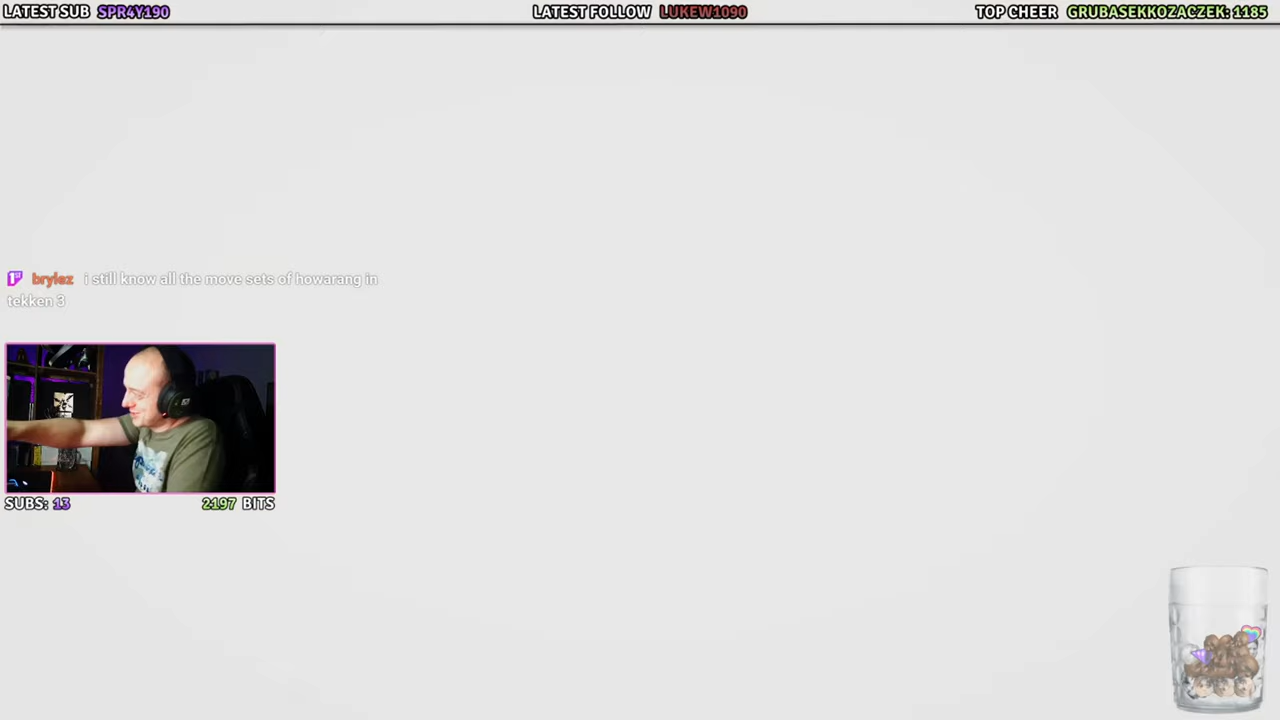 LATEST SUB SPR4Y190
LATEST FOLLOW LUKEW1090
TOP CHEER GRUBASEKKOZACZEK: 1185
brylez i still know all the move sets of howarang in
tekken 3
SUBS: 13
2197 BITS